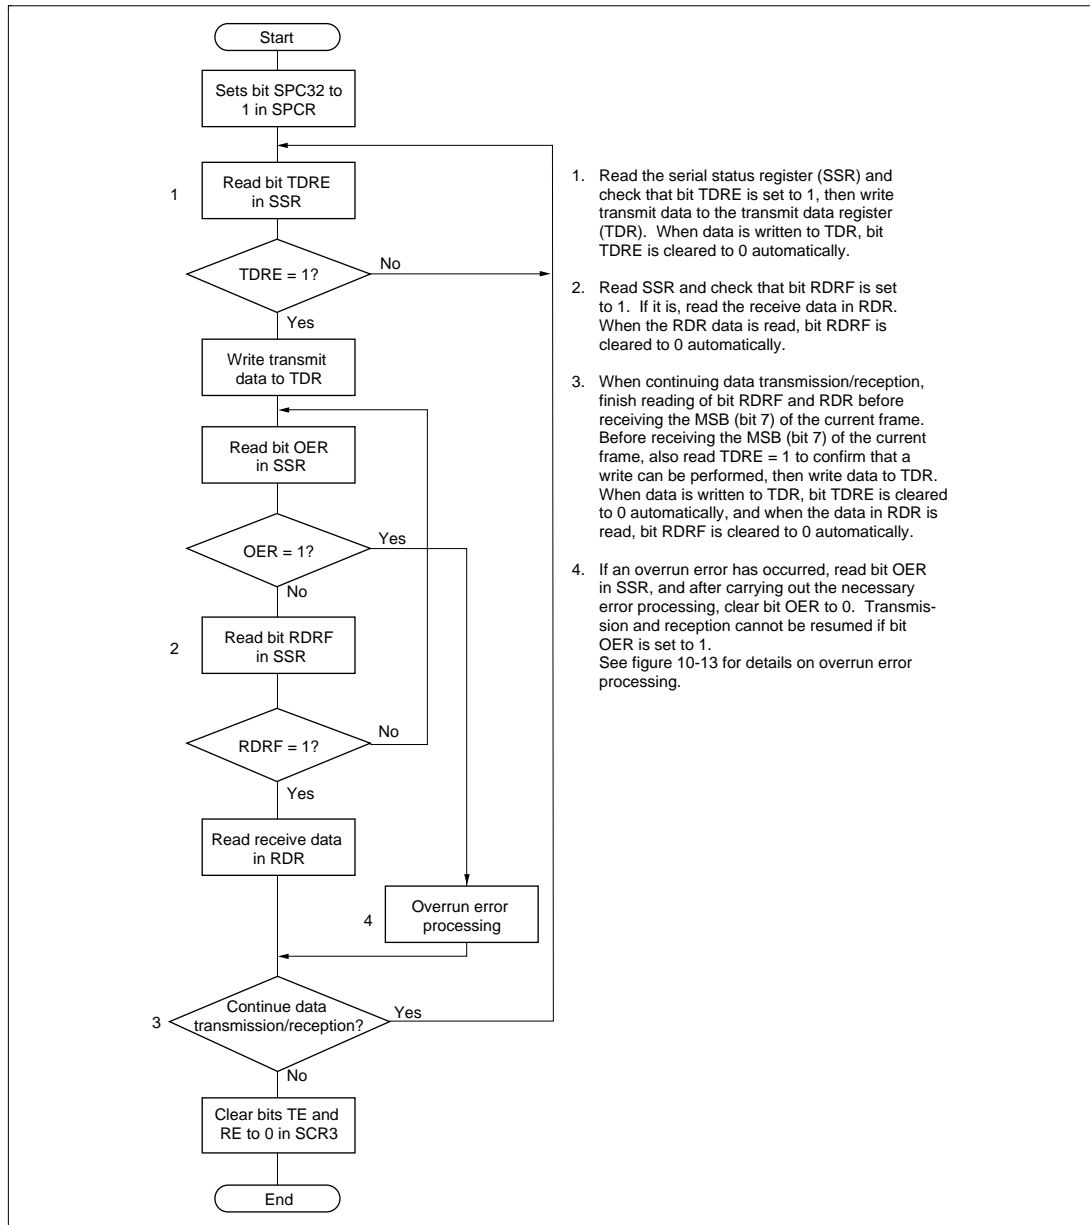 Start
Sets bit SPC32 to
1 in SPCR
1
Read bit TDRE
in SSR
TDRE = 1?
No
Yes
Write transmit
data to TDR
Read bit OER
in SSR
OER = 1?
Yes
No
2
Read bit RDRF
in SSR
RDRF = 1?
No
Yes
Read receive data
in RDR
4
Overrun error
processing
3
Continue data
transmission/reception?
Yes
No
Clear bits TE and
RE to 0 in SCR3
End
1. Read the serial status register (SSR) and
check that bit TDRE is set to 1, then write
transmit data to the transmit data register
(TDR). When data is written to TDR, bit
TDRE is cleared to 0 automatically.
2. Read SSR and check that bit RDRF is set
to 1. If it is, read the receive data in RDR.
When the RDR data is read, bit RDRF is
cleared to 0 automatically.
3. When continuing data transmission/reception,
finish reading of bit RDRF and RDR before
receiving the MSB (bit 7) of the current frame.
Before receiving the MSB (bit 7) of the current
frame, also read TDRE = 1 to confirm that a
write can be performed, then write data to TDR.
When data is written to TDR, bit TDRE is cleared
to 0 automatically, and when the data in RDR is
read, bit RDRF is cleared to 0 automatically.
4. If an overrun error has occurred, read bit OER
in SSR, and after carrying out the necessary
error processing, clear bit OER to 0. Transmis-
sion and reception cannot be resumed if bit
OER is set to 1.
See figure 10-13 for details on overrun error
processing.